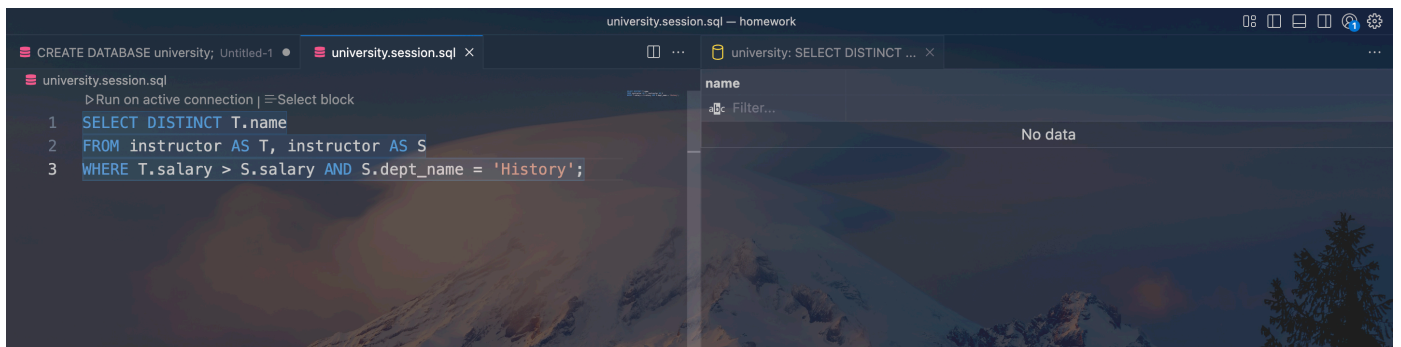 university.session.sql — homework
CREATE DATABASE university; Untitled-1
university.session.sql
university: SELECT DISTINCT ...
university.session.sql
Run on active connection | Select block
1 SELECT DISTINCT T.name
2 FROM instructor AS T, instructor AS S
3 WHERE T.salary > S.salary AND S.dept_name = 'History';
name
abc Filter...
No data
1